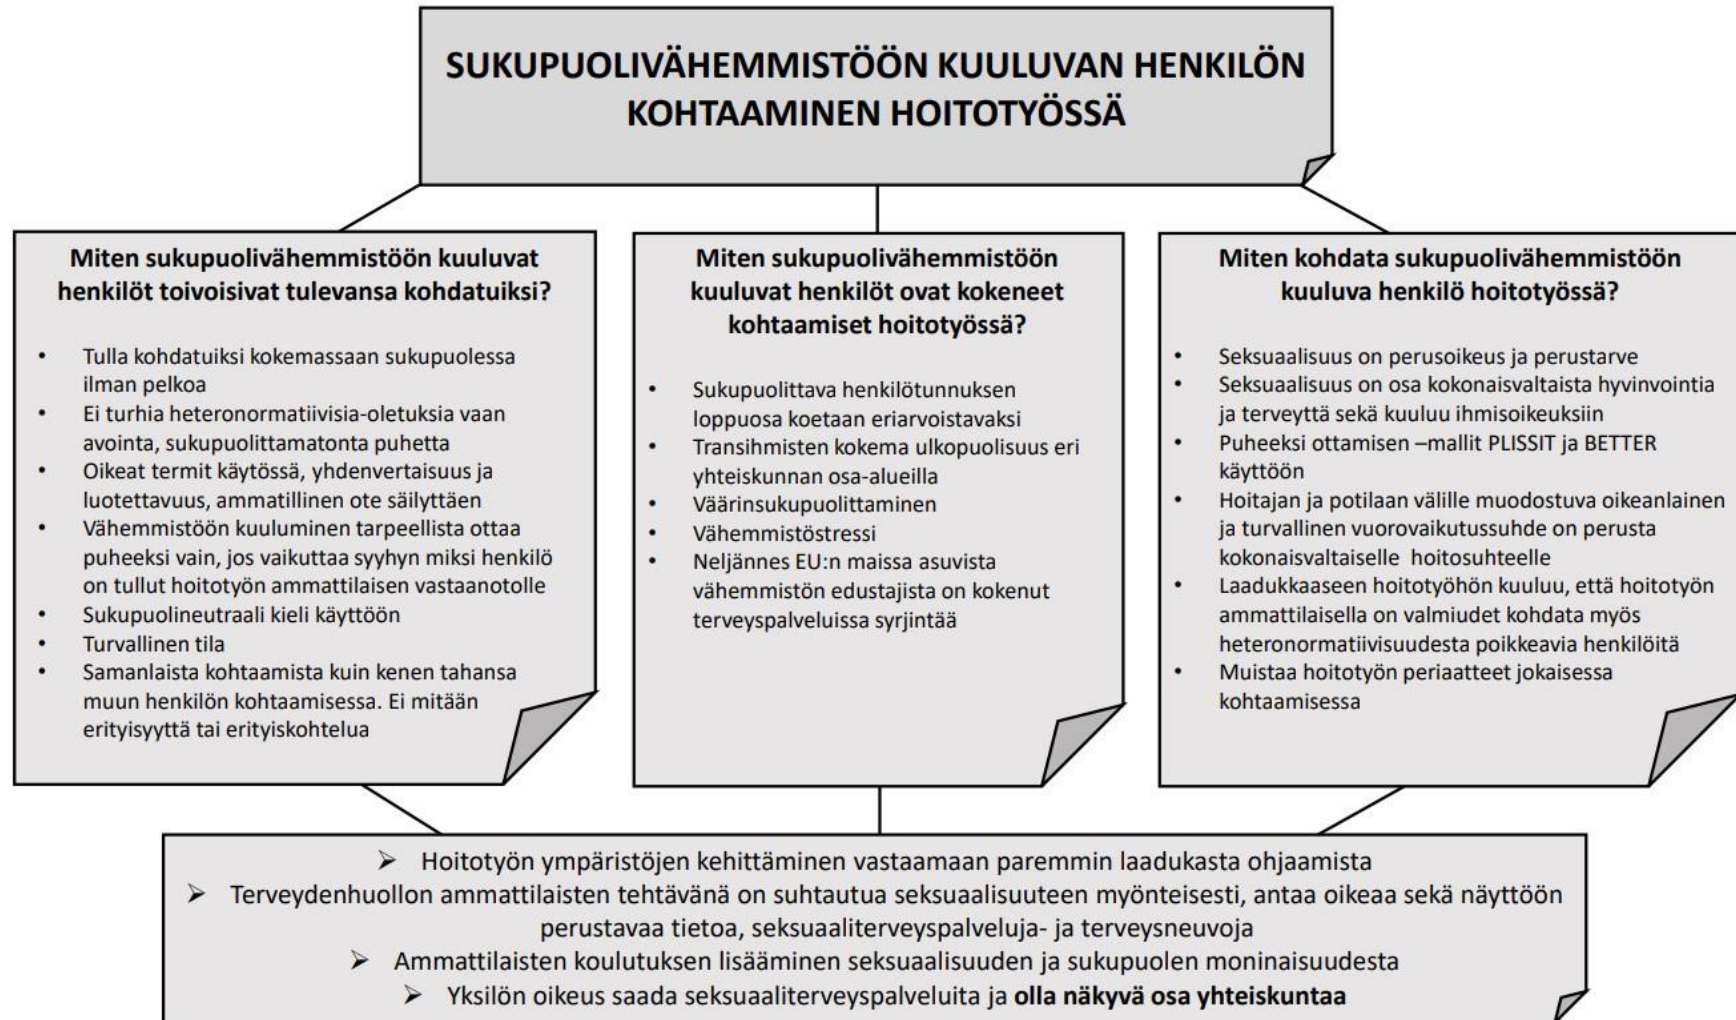 SUKUPUOLIVÄHEMMISTÖÖN KUULUVAN HENKILÖN
KOHTAAMINEN HOITOTYÖSSÄ
Miten sukupuolivähemmistöön kuuluvat
henkilöt toivoisivat tulevansa kohdatuiksi?
• Tulla kohdatuiksi kokemassaan sukupuolessa
ilman pelkoa
• Ei turhia heteronormatiivisia-oletuksia vaan
avointa, sukupuolittamatonta puhetta
• Oikeat termit käytössä, yhdenvertaisuus ja
luotettavuus, ammatillinen ote säilyttäen
• Vähemmistöön kuuluminen tarpeellista ottaa
puheeksi vain, jos vaikuttaa syyhyn miksi henkilö
on tullut hoitotyön ammattilaisen vastaanotolle
• Sukupuolineutraali kieli käyttöön
• Turvallinen tila
• Samanlaista kohtaamista kuin kenen tahansa
muun henkilön kohtaamisessa. Ei mitään
erityisyyttä tai erityiskohtelua
Miten sukupuolivähemmistöön
kuuluvat henkilöt ovat kokeneet
kohtaamiset hoitotyössä?
• Sukupuolittava henkilötunnuksen
loppuosa koetaan eriarvoistavaksi
• Transihmisten kokema ulkopuolisuus eri
yhteiskunnan osa-alueilla
• Väärinsukupuolittaminen
• Vähemmistöstressi
• Neljännes EU:n maissa asuvista
vähemmistön edustajista on kokenut
terveyspalveluissa syrjintää
Miten kohdata sukupuolivähemmistöön
kuuluva henkilö hoitotyössä?
• Seksuaalisuus on perusoikeus ja perustarve
• Seksuaalisuus on osa kokonaisvaltaista hyvinvointia
ja terveyttä sekä kuuluu ihmisoikeuksiin
• Puheeksi ottamisen –mallit PLISSIT ja BETTER
käyttöön
• Hoitajan ja potilaan välille muodostuva oikeanlainen
ja turvallinen vuorovaikutussuhde on perusta
kokonaisvaltaiselle hoitosuhteelle
• Laadukkaaseen hoitotyöhön kuuluu, että hoitotyön
ammattilaisella on valmiudet kohdata myös
heteronormatiivisuudesta poikkeavia henkilöitä
• Muistaa hoitotyön periaatteet jokaisessa
kohtaamisessa
➢ Hoitotyön ympäristöjen kehittäminen vastaamaan paremmin laadukasta ohjaamista
➢ Terveydenhuollon ammattilaisten tehtävänä on suhtautua seksuaalisuuteen myönteisesti, antaa oikeaa sekä näyttöön
perustavaa tietoa, seksuaaliterveyspalveluja- ja terveysneuvoja
➢ Ammattilaisten koulutuksen lisääminen seksuaalisuuden ja sukupuolen moninaisuudesta
➢ Yksilön oikeus saada seksuaaliterveyspalveluita ja olla näkyvä osa yhteiskuntaa